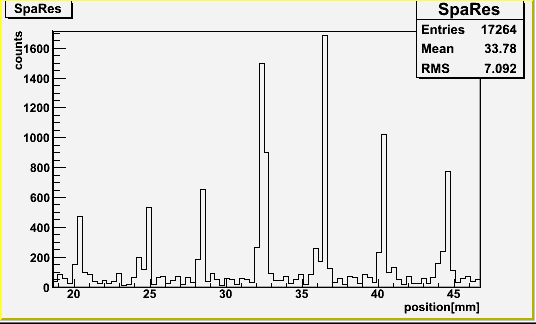 SpaRes
SpaRes
Entries 17264
Mean 33.78
RMS 7.092
counts
1600
1400
1200
1000
800
600
400
200
0
20 25 30 35 40 45
position[mm]